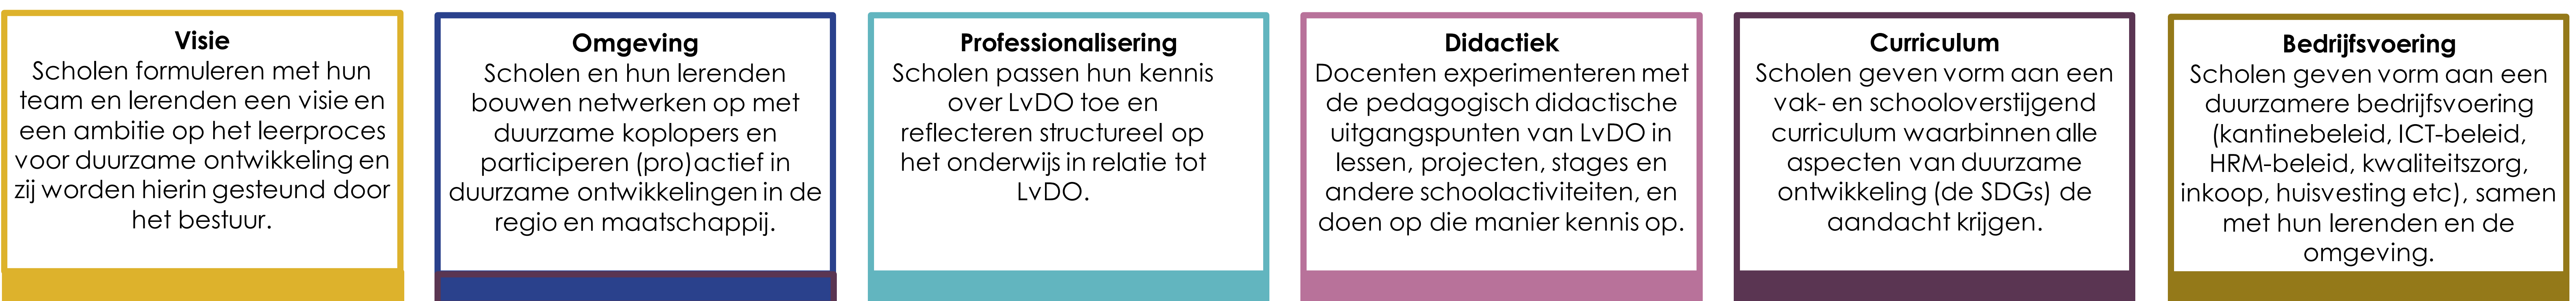 Visie
Scholen formuleren met hun
team en lerenden een visie en
een ambitie op het leerproces
voor duurzame ontwikkeling en
zij worden hierin gesteund door
het bestuur.
Omgeving
Scholen en hun lerenden
bouwen netwerken op met
duurzame koplopers en
participeren (pro)actief in
duurzame ontwikkelingen in de
regio en maatschappij.
Professionalisering
Scholen passen hun kennis
over LvDO toe en
reflecteren structureel op
het onderwijs in relatie tot
LvDO.
Didactiek
Docenten experimenteren met
de pedagogisch didactische
uitgangspunten van LvDO in
lessen, projecten, stages en
andere schoolactiviteiten, en
doen op die manier kennis op.
Curriculum
Scholen geven vorm aan een
vak- en schooloverstijgend
curriculum waarbinnen alle
aspecten van duurzame
ontwikkeling (de SDGs) de
aandacht krijgen.
Bedrijfsvoering
Scholen geven vorm aan een
duurzamere bedrijfsvoering
(kantinebeleid, ICT-beleid,
HRM-beleid, kwaliteitszorg,
inkoop, huisvesting etc), samen
met hun lerenden en de
omgeving.